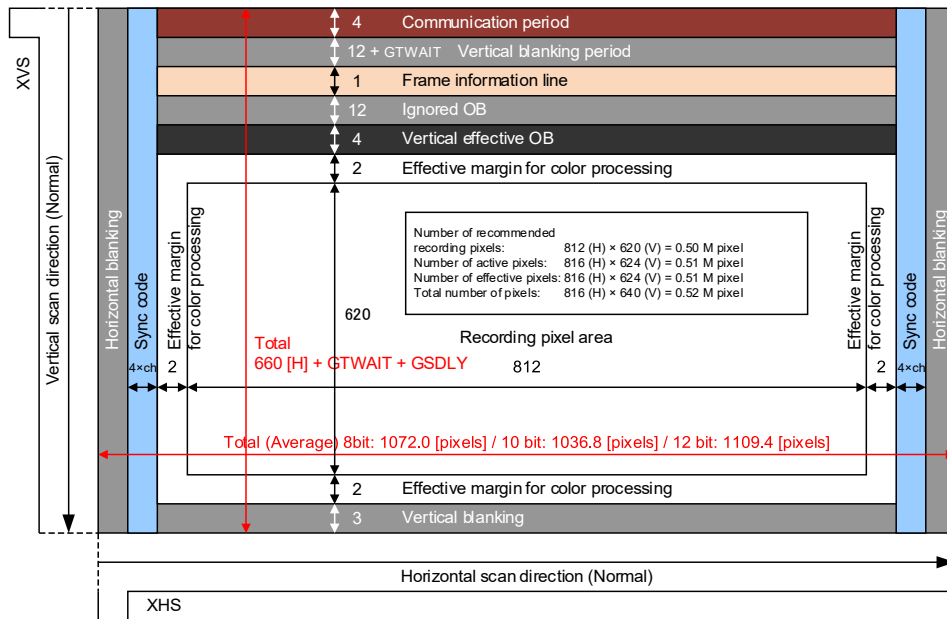 XVS
Vertical scan direction (Normal)
4 Communication period
12 + GTWAIT Vertical blanking period
1 Frame information line
12 Ignored OB
4 Vertical effective OB
2 Effective margin for color processing
Horizontal blanking
Sync code
4×ch
Effective margin
for color processing
2
Number of recommended
recording pixels: 812 (H) × 620 (V) = 0.50 M pixel
Number of active pixels: 816 (H) × 624 (V) = 0.51 M pixel
Number of effective pixels: 816 (H) × 624 (V) = 0.51 M pixel
Total number of pixels: 816 (H) × 640 (V) = 0.52 M pixel
620
Recording pixel area
812
Total
660 [H] + GTWAIT + GSDLY
Effective margin
for color processing
2
Sync code
4×ch
Horizontal blanking
Total (Average) 8bit: 1072.0 [pixels] / 10 bit: 1036.8 [pixels] / 12 bit: 1109.4 [pixels]
2 Effective margin for color processing
3 Vertical blanking
Horizontal scan direction (Normal)
XHS